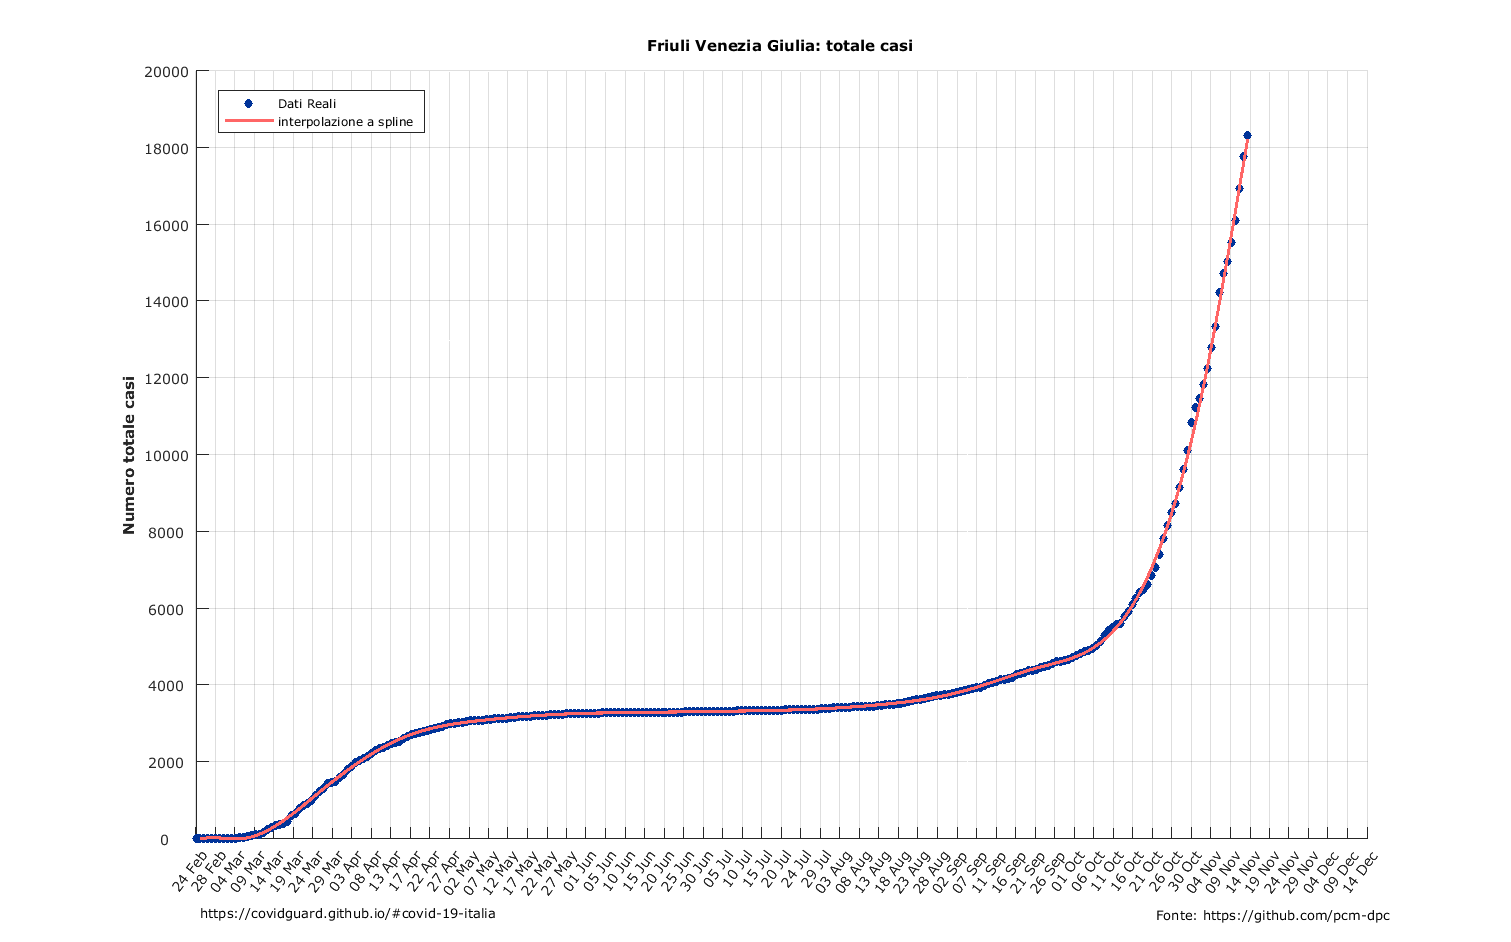 Friuli Venezia Giulia: totale casi
20000
18000
16000
14000
12000
10000
8000
6000
4000
2000
0
Dati Reali
interpolazione a spline
Numero totale casi
24 Feb
28 Feb
04 Mar
09 Mar
14 Mar
19 Mar
24 Mar
29 Mar
03 Apr
08 Apr
13 Apr
17 Apr
22 Apr
27 Apr
02 May
07 May
12 May
17 May
22 May
27 May
01 Jun
05 Jun
10 Jun
15 Jun
20 Jun
25 Jun
30 Jun
05 Jul
10 Jul
15 Jul
20 Jul
24 Jul
29 Jul
03 Aug
08 Aug
13 Aug
18 Aug
23 Aug
28 Aug
02 Sep
07 Sep
11 Sep
16 Sep
21 Sep
26 Sep
01 Oct
06 Oct
11 Oct
16 Oct
21 Oct
26 Oct
30 Oct
04 Nov
09 Nov
14 Nov
19 Nov
24 Nov
29 Nov
04 Dec
09 Dec
14 Dec
https://covidguard.github.io/#covid-19-italia
Fonte: https://github.com/pcm-dpc